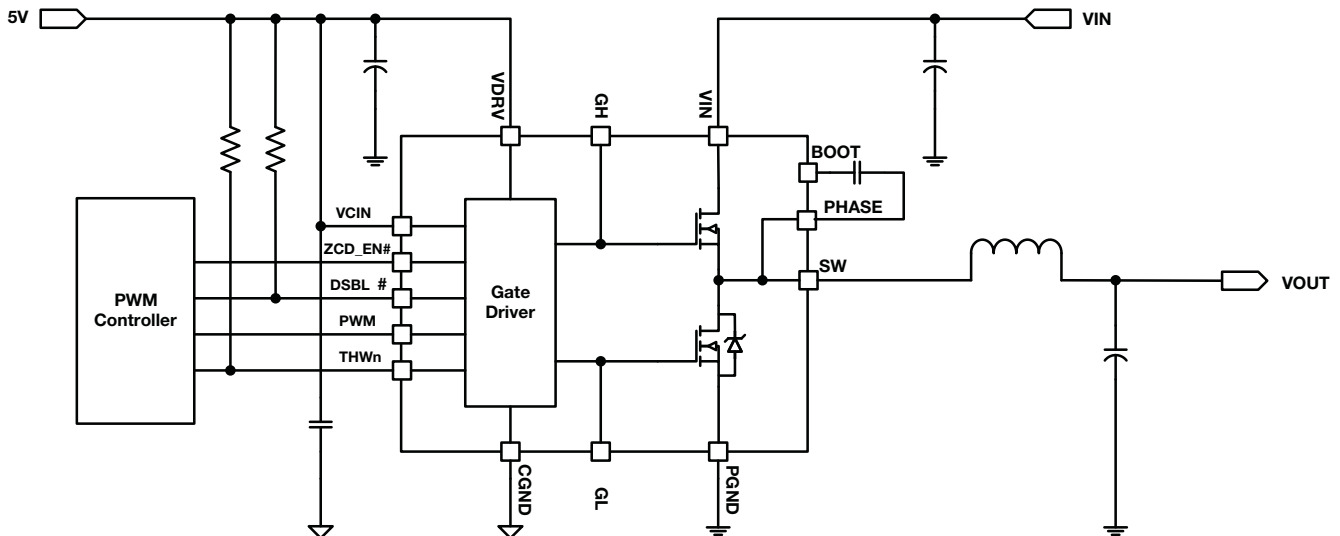 5V
VIN
VDRV
GH
VIN
BOOT
PHASE
VCIN
ZCD_EN#
DSBL #
PWM
THWn
SW
PWM
Controller
Gate
Driver
VOUT
CGND
GL
PGND